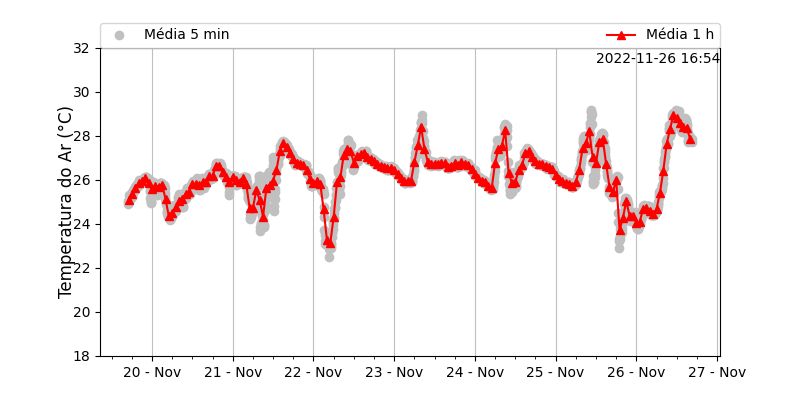 Média 5 min
Média 1 h
2022-11-26 16:54
Temperatura do Ar (°C)
32
30
28
26
24
22
20
18
20 - Nov
21 - Nov
22 - Nov
23 - Nov
24 - Nov
25 - Nov
26 - Nov
27 - Nov